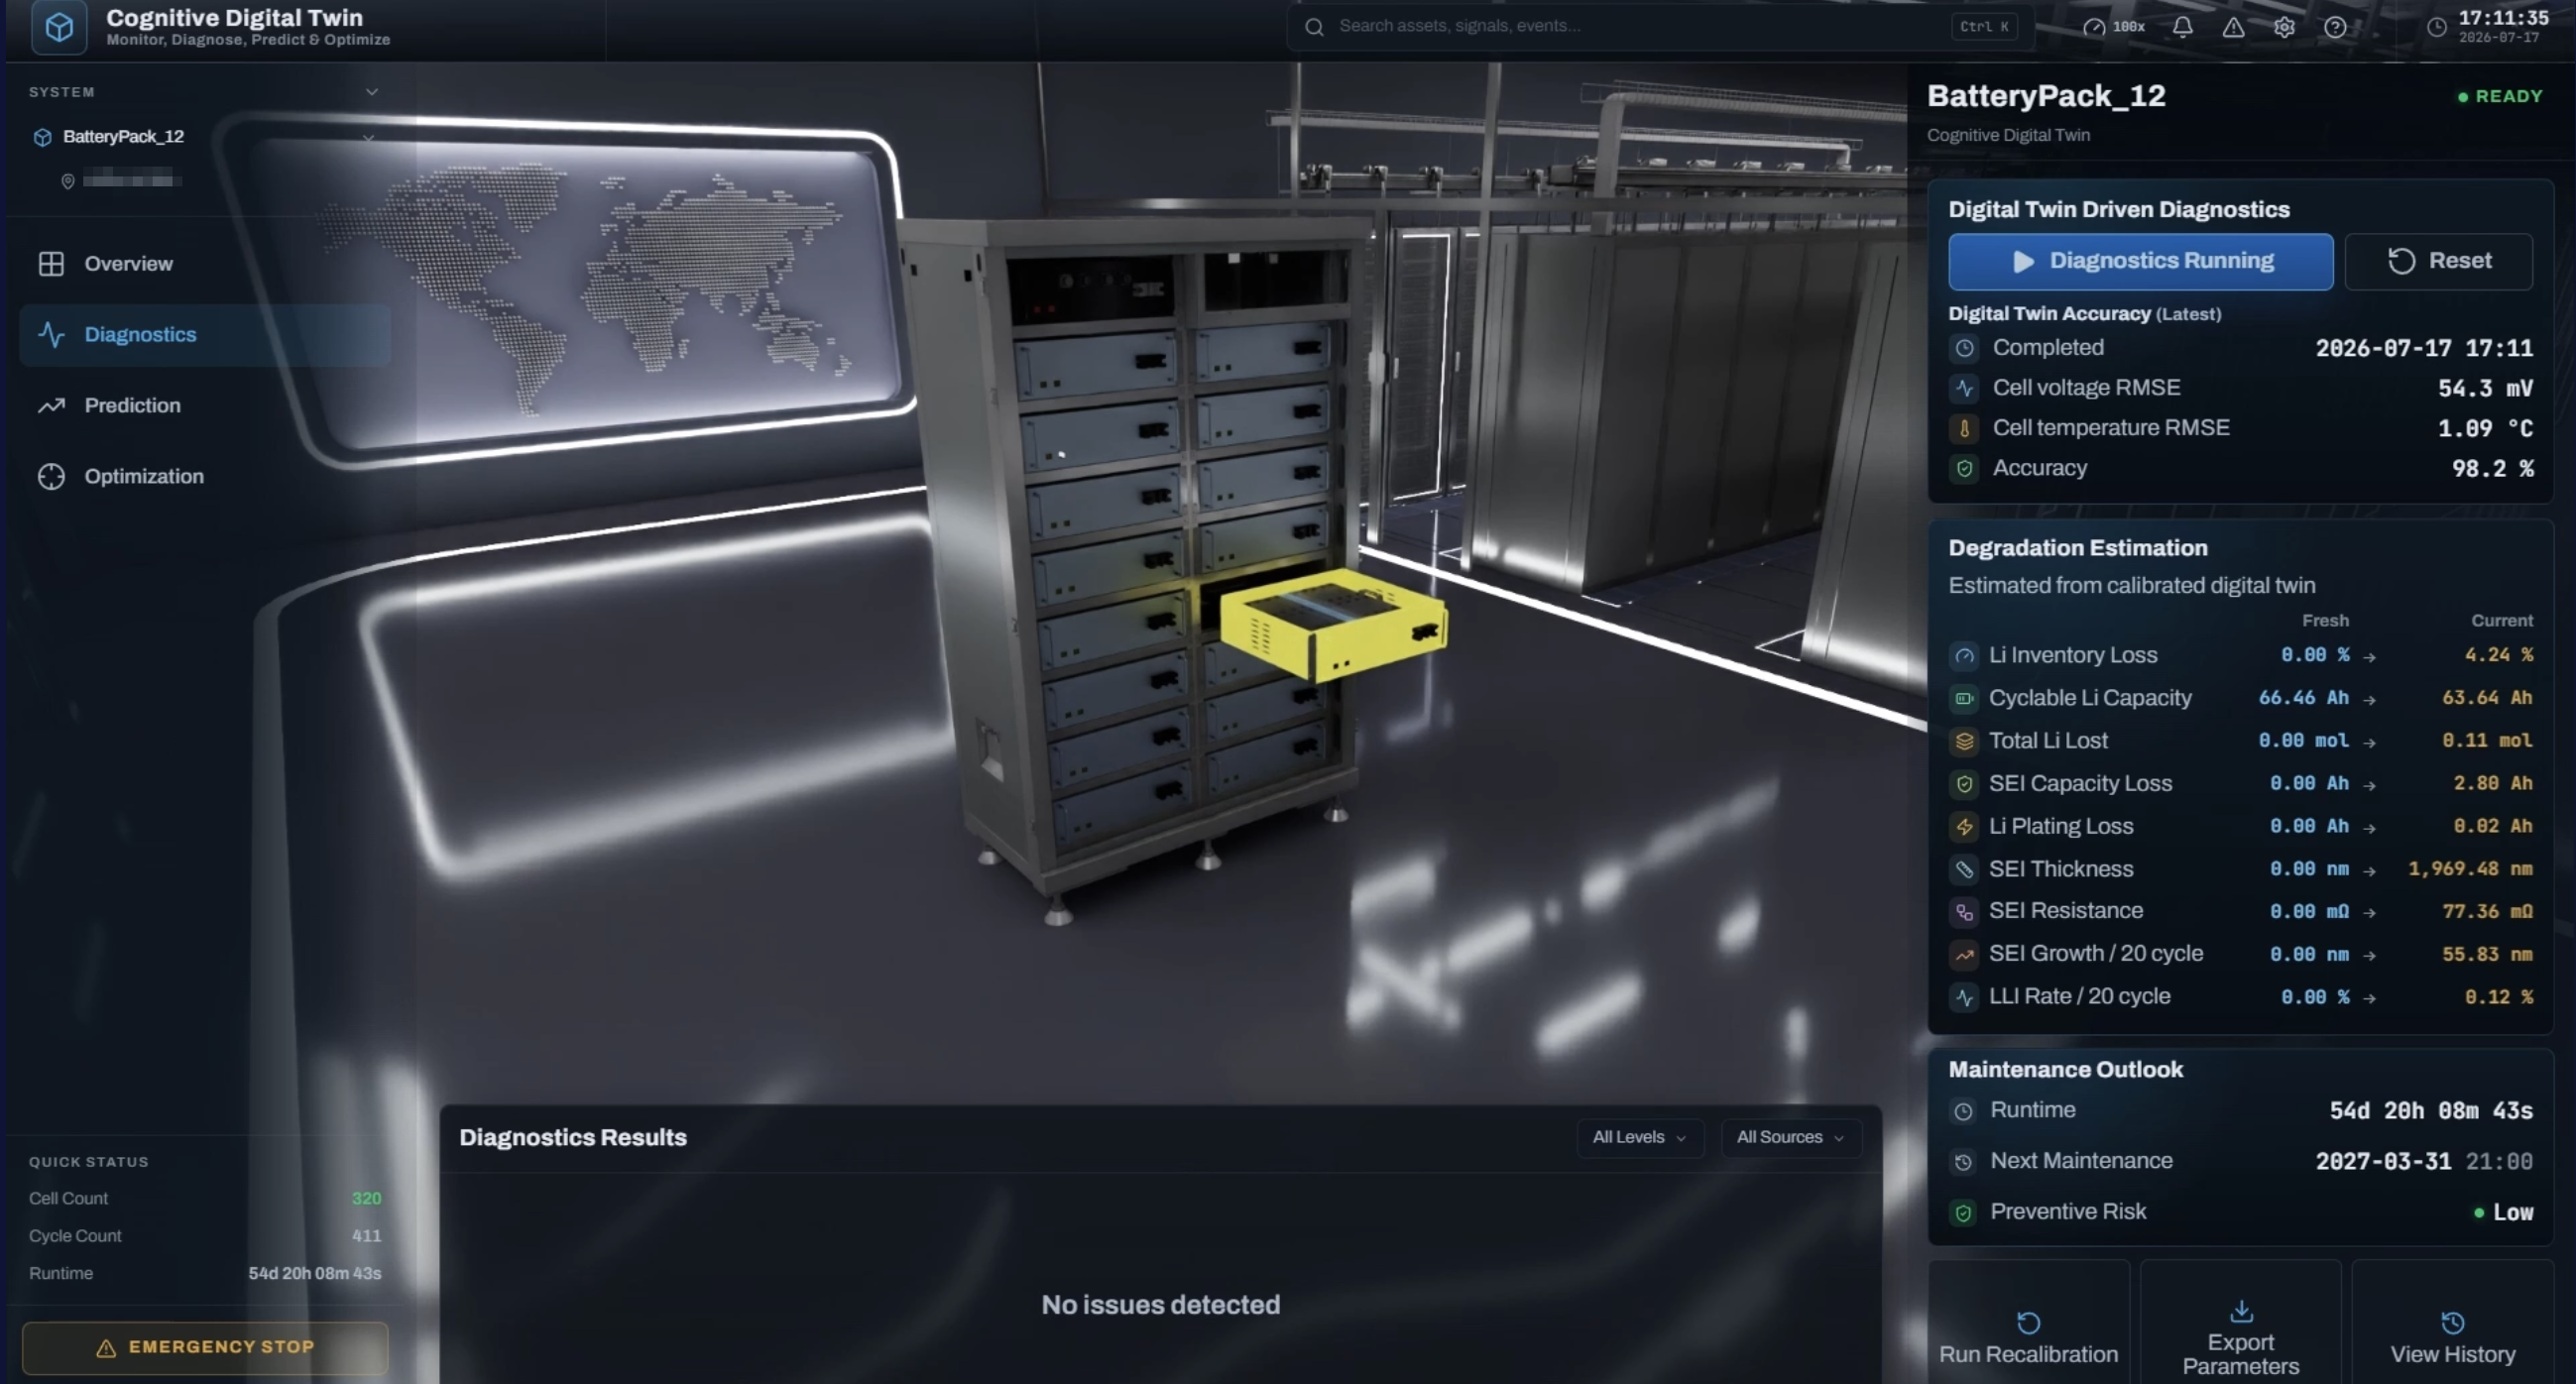 Cognitive Digital Twin
Monitor, Diagnose, Predict & Optimize
Search assets, signals, events...
Ctrl K
100x
17:11:35
2026-07-17
SYSTEM
BatteryPack_12
Overview
Diagnostics
Prediction
Optimization
QUICK STATUS
Cell Count 320
Cycle Count 411
Runtime 54d 20h 08m 43s
EMERGENCY STOP
Diagnostics Results
All Levels
All Sources
No issues detected
BatteryPack_12
READY
Cognitive Digital Twin
Digital Twin Driven Diagnostics
Diagnostics Running
Reset
Digital Twin Accuracy (Latest)
Completed 2026-07-17 17:11
Cell voltage RMSE 54.3 mV
Cell temperature RMSE 1.09 °C
Accuracy 98.2 %
Degradation Estimation
Estimated from calibrated digital twin
Fresh Current
Li Inventory Loss 0.00 % → 4.24 %
Cyclable Li Capacity 66.46 Ah → 63.64 Ah
Total Li Lost 0.00 mol → 0.11 mol
SEI Capacity Loss 0.00 Ah → 2.80 Ah
Li Plating Loss 0.00 Ah → 0.02 Ah
SEI Thickness 0.00 nm → 1,969.48 nm
SEI Resistance 0.00 mΩ → 77.36 mΩ
SEI Growth / 20 cycle 0.00 nm → 55.83 nm
LLI Rate / 20 cycle 0.00 % → 0.12 %
Maintenance Outlook
Runtime 54d 20h 08m 43s
Next Maintenance 2027-03-31 21:00
Preventive Risk Low
Run Recalibration
Export
Parameters
View History